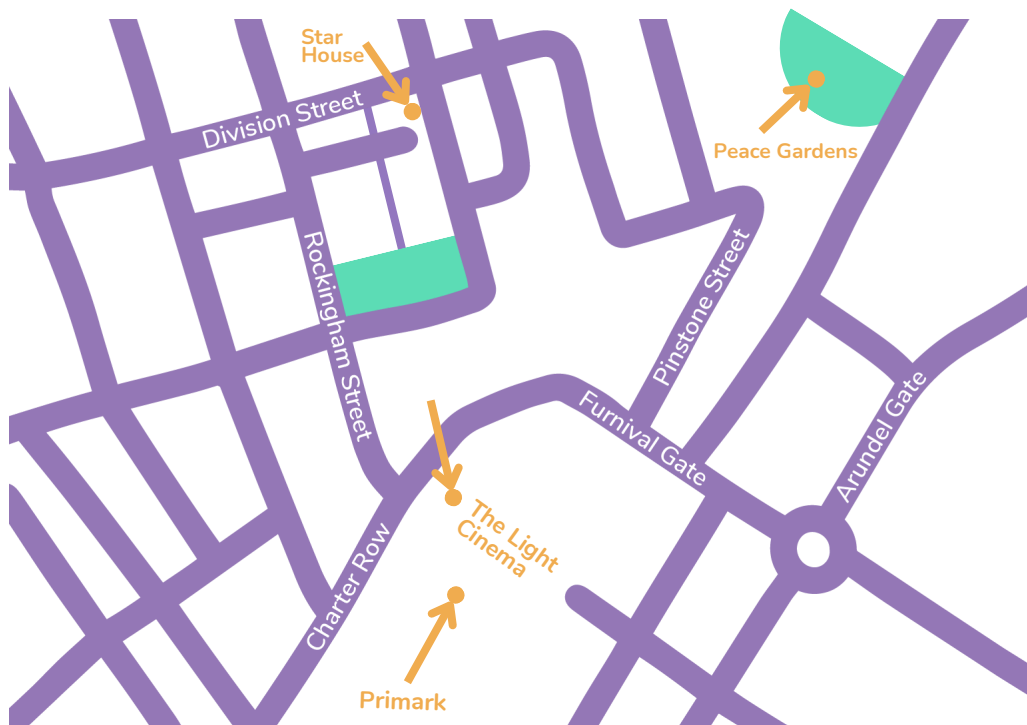 Star
House
Division Street
Peace Gardens
Rockingham Street
Pinstone Street
Furnival Gate
Arundel Gate
The Light
Cinema
Charter Row
Primark